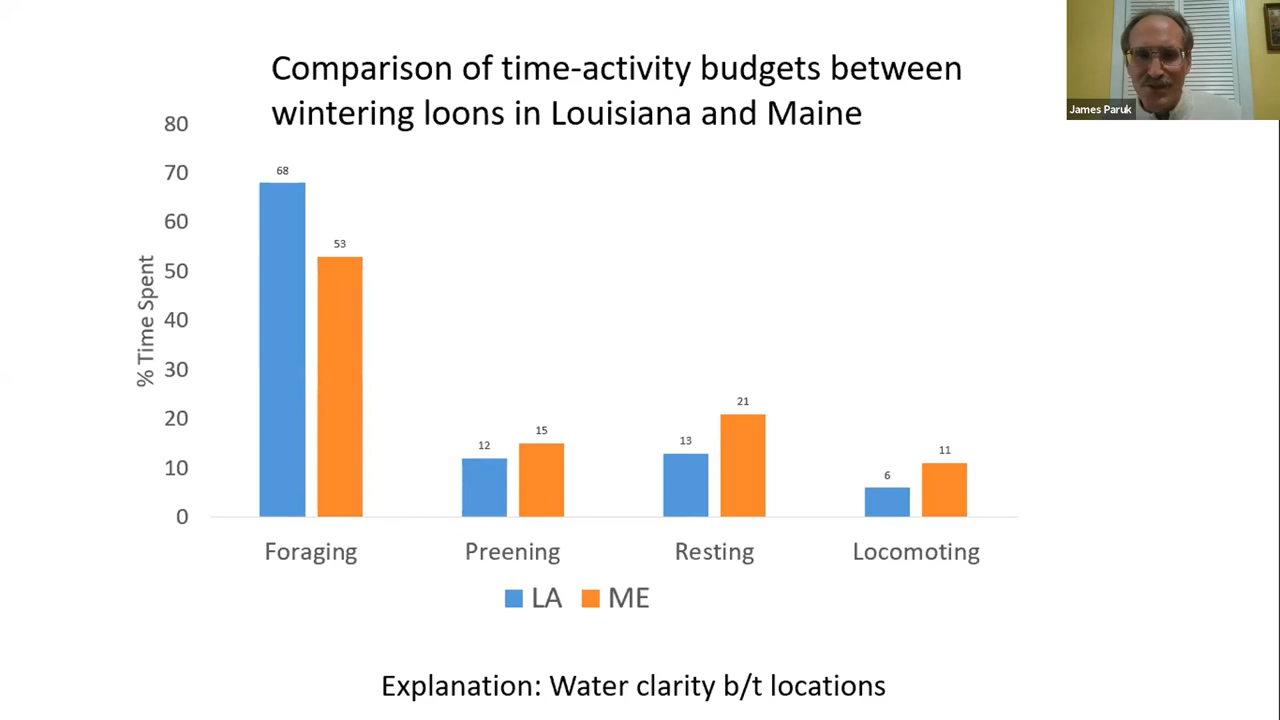 Comparison of time-activity budgets between
wintering loons in Louisiana and Maine
James Paruk
80
70
60
50
40
30
20
10
0
% Time Spent
68
53
12
15
13
21
6
11
Foraging
Preening
Resting
Locomoting
LA
ME
Explanation: Water clarity b/t locations